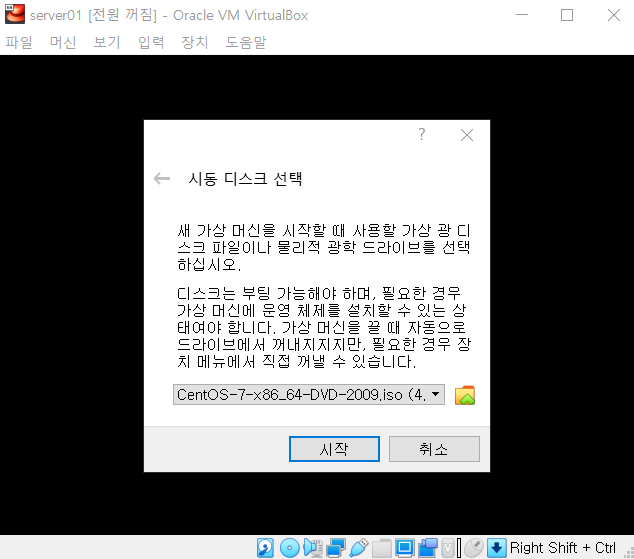 server01 [전원 꺼짐] - Oracle VM VirtualBox
파일 머신 보기 입력 장치 도움말
?
시동 디스크 선택
새 가상 머신을 시작할 때 사용할 가상 광 디
스크 파일이나 물리적 광학 드라이브를 선택
하십시오.
디스크는 부팅 가능해야 하며, 필요한 경우
가상 머신에 운영 체제를 설치할 수 있는 상
태여야 합니다. 가상 머신을 끌 때 자동으로
드라이브에서 꺼내지지지만, 필요한 경우 장
치 메뉴에서 직접 꺼낼 수 있습니다.
CentOS-7-x86_64-DVD-2009.iso (4.
시작 취소
Right Shift + Ctrl